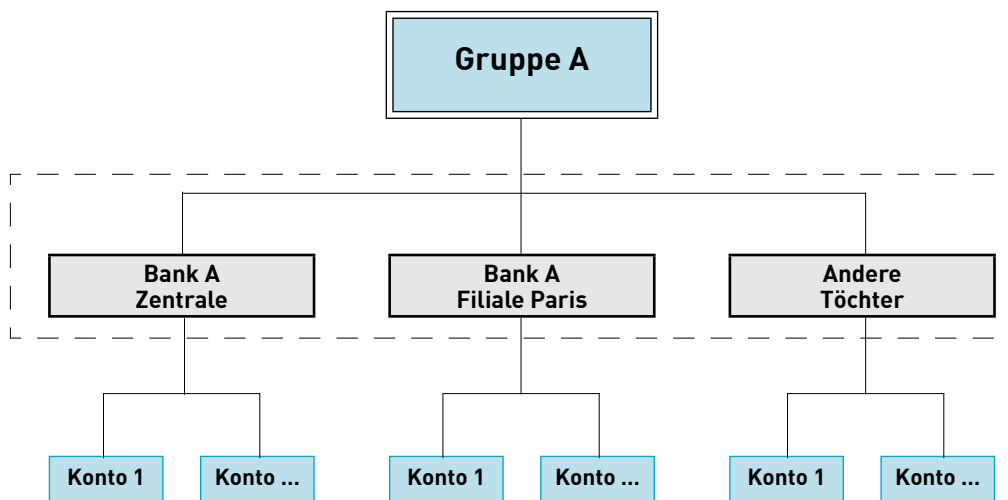 Gruppe A
Bank A
Zentrale
Bank A
Filiale Paris
Andere
Töchter
Konto 1
Konto ...
Konto 1
Konto ...
Konto 1
Konto ...